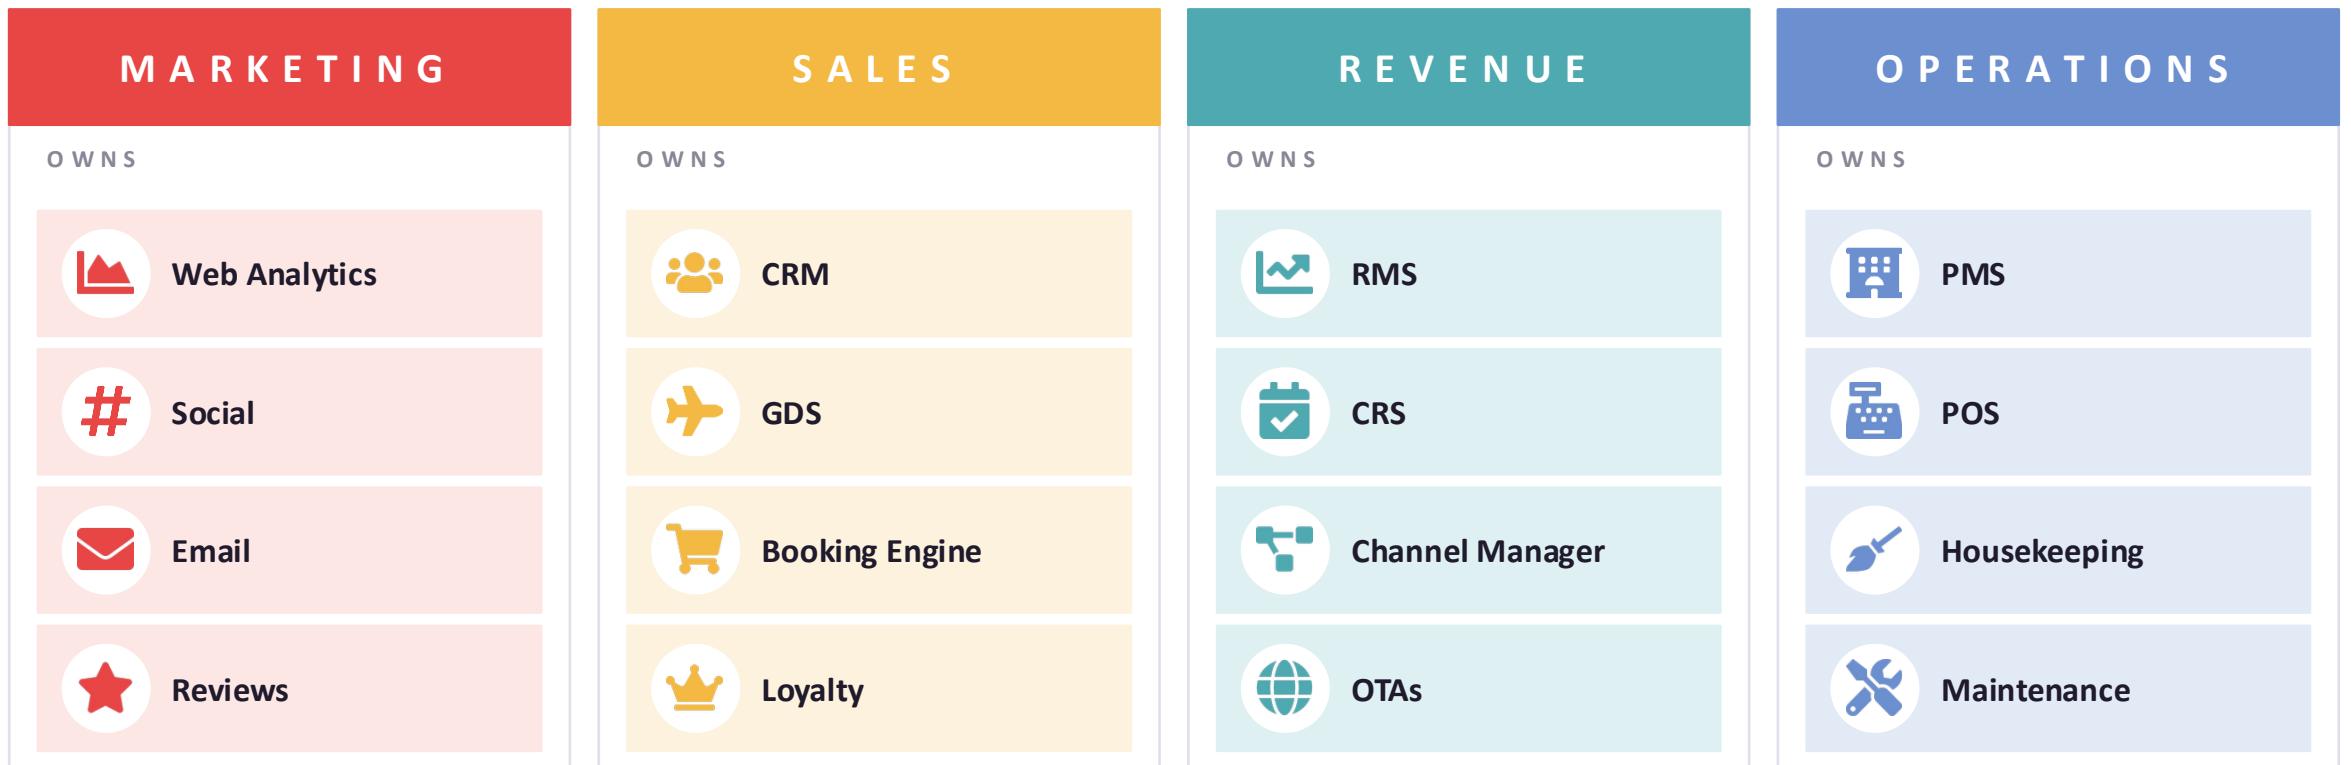 MARKETING
OWNS
Web Analytics
Social
Email
Reviews
SALES
OWNS
CRM
GDS
Booking Engine
Loyalty
REVENUE
OWNS
RMS
CRS
Channel Manager
OTAs
OPERATIONS
OWNS
PMS
POS
Housekeeping
Maintenance